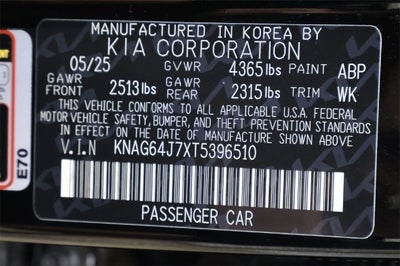 MANUFACTURED IN KOREA BY
KIA CORPORATION
05/25 GVWR 4365lbs PAINT ABP
GAWR FRONT 2513lbs GAWR REAR 2315lbs TRIM WK
THIS VEHICLE CONFORMS TO ALL APPLICABLE U.S.A. FEDERAL
MOTOR VEHICLE SAFETY, BUMPER, AND THEFT PREVENTION STANDARDS
IN EFFECT ON THE DATE OF MANUFACTURE SHOWN ABOVE
V.I.N KNAG64J7XT5396510
PASSENGER CAR
E70